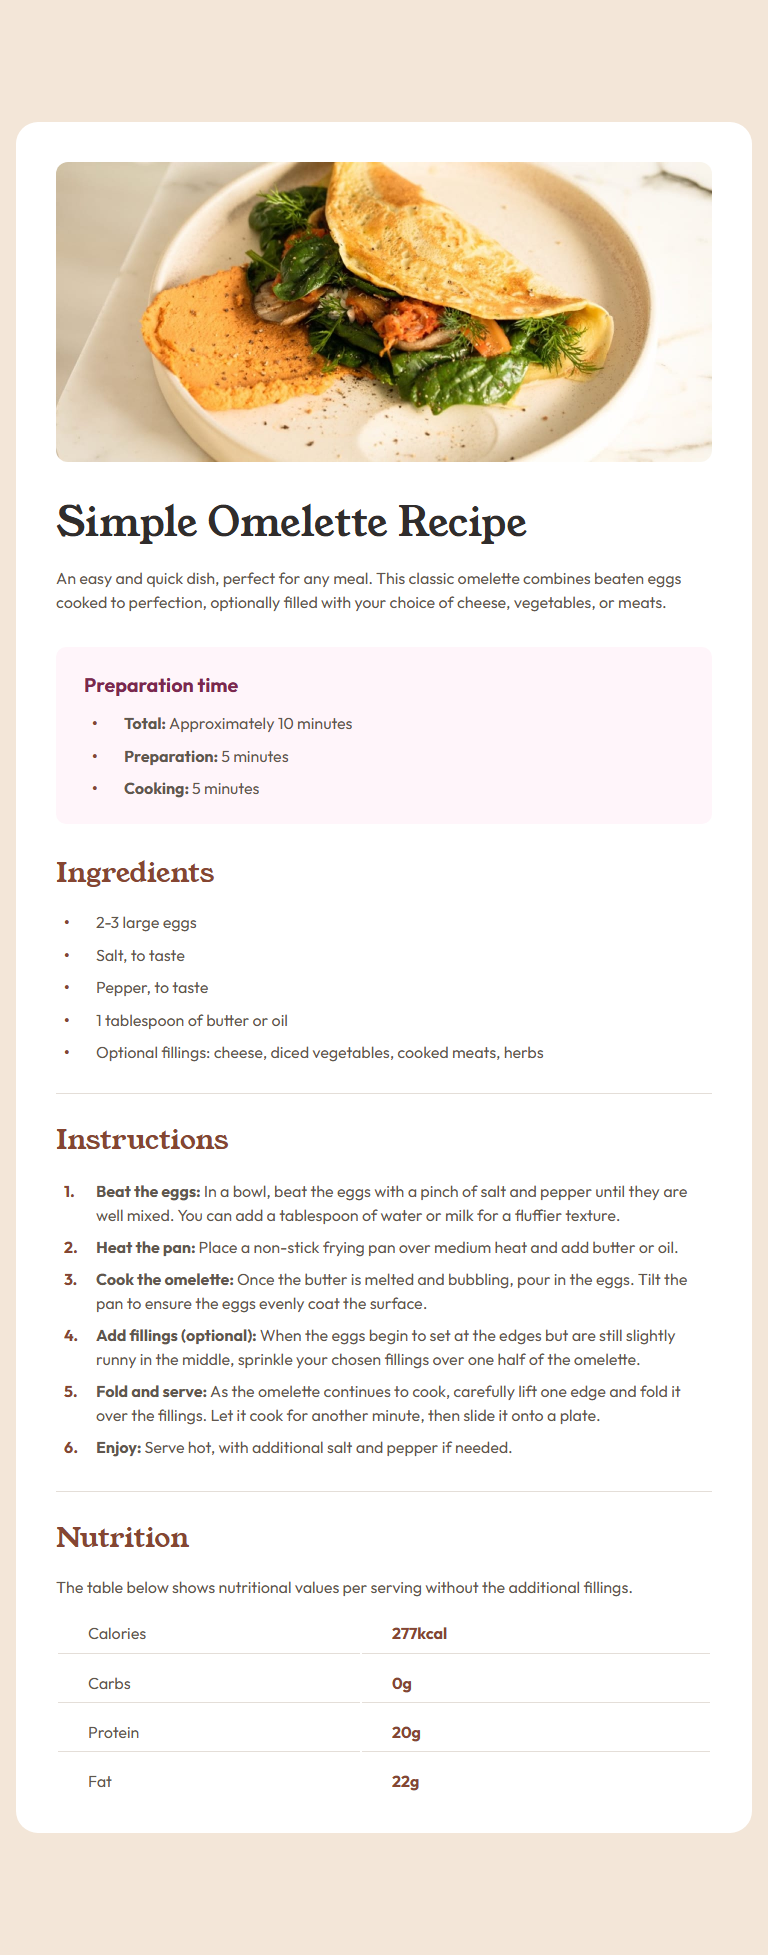 Simple Omelette Recipe
An easy and quick dish, perfect for any meal. This classic omelette combines beaten eggs
cooked to perfection, optionally filled with your choice of cheese, vegetables, or meats.
Preparation time
• Total: Approximately 10 minutes
• Preparation: 5 minutes
• Cooking: 5 minutes
Ingredients
• 2-3 large eggs
• Salt, to taste
• Pepper, to taste
• 1 tablespoon of butter or oil
• Optional fillings: cheese, diced vegetables, cooked meats, herbs
Instructions
1. Beat the eggs: In a bowl, beat the eggs with a pinch of salt and pepper until they are
well mixed. You can add a tablespoon of water or milk for a fluffier texture.
2. Heat the pan: Place a non-stick frying pan over medium heat and add butter or oil.
3. Cook the omelette: Once the butter is melted and bubbling, pour in the eggs. Tilt the
pan to ensure the eggs evenly coat the surface.
4. Add fillings (optional): When the eggs begin to set at the edges but are still slightly
runny in the middle, sprinkle your chosen fillings over one half of the omelette.
5. Fold and serve: As the omelette continues to cook, carefully lift one edge and fold it
over the fillings. Let it cook for another minute, then slide it onto a plate.
6. Enjoy: Serve hot, with additional salt and pepper if needed.
Nutrition
The table below shows nutritional values per serving without the additional fillings.
Calories 277kcal
Carbs 0g
Protein 20g
Fat 22g